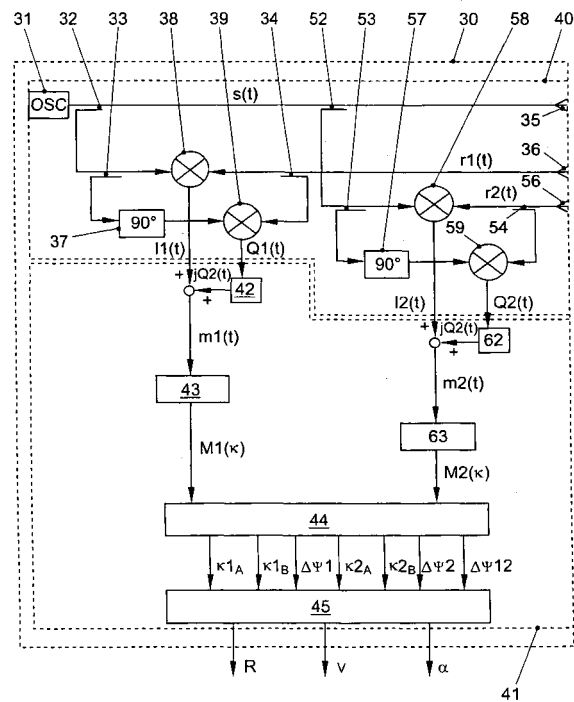 31 32 33 38 39 34 52 53 57 58 30 40
OSC s(t)
35
r1(t) 36
r2(t) 56
37 90° I1(t) Q1(t)
90° 59 54
I2(t) Q2(t)
+ jQ2(t) 42
+
+ jQ2(t) 62
+
m1(t) m2(t)
43
63
M1(κ) M2(κ)
44
κ1A κ1B ΔΨ1 κ2A κ2B ΔΨ2 ΔΨ12
45
R v α
41